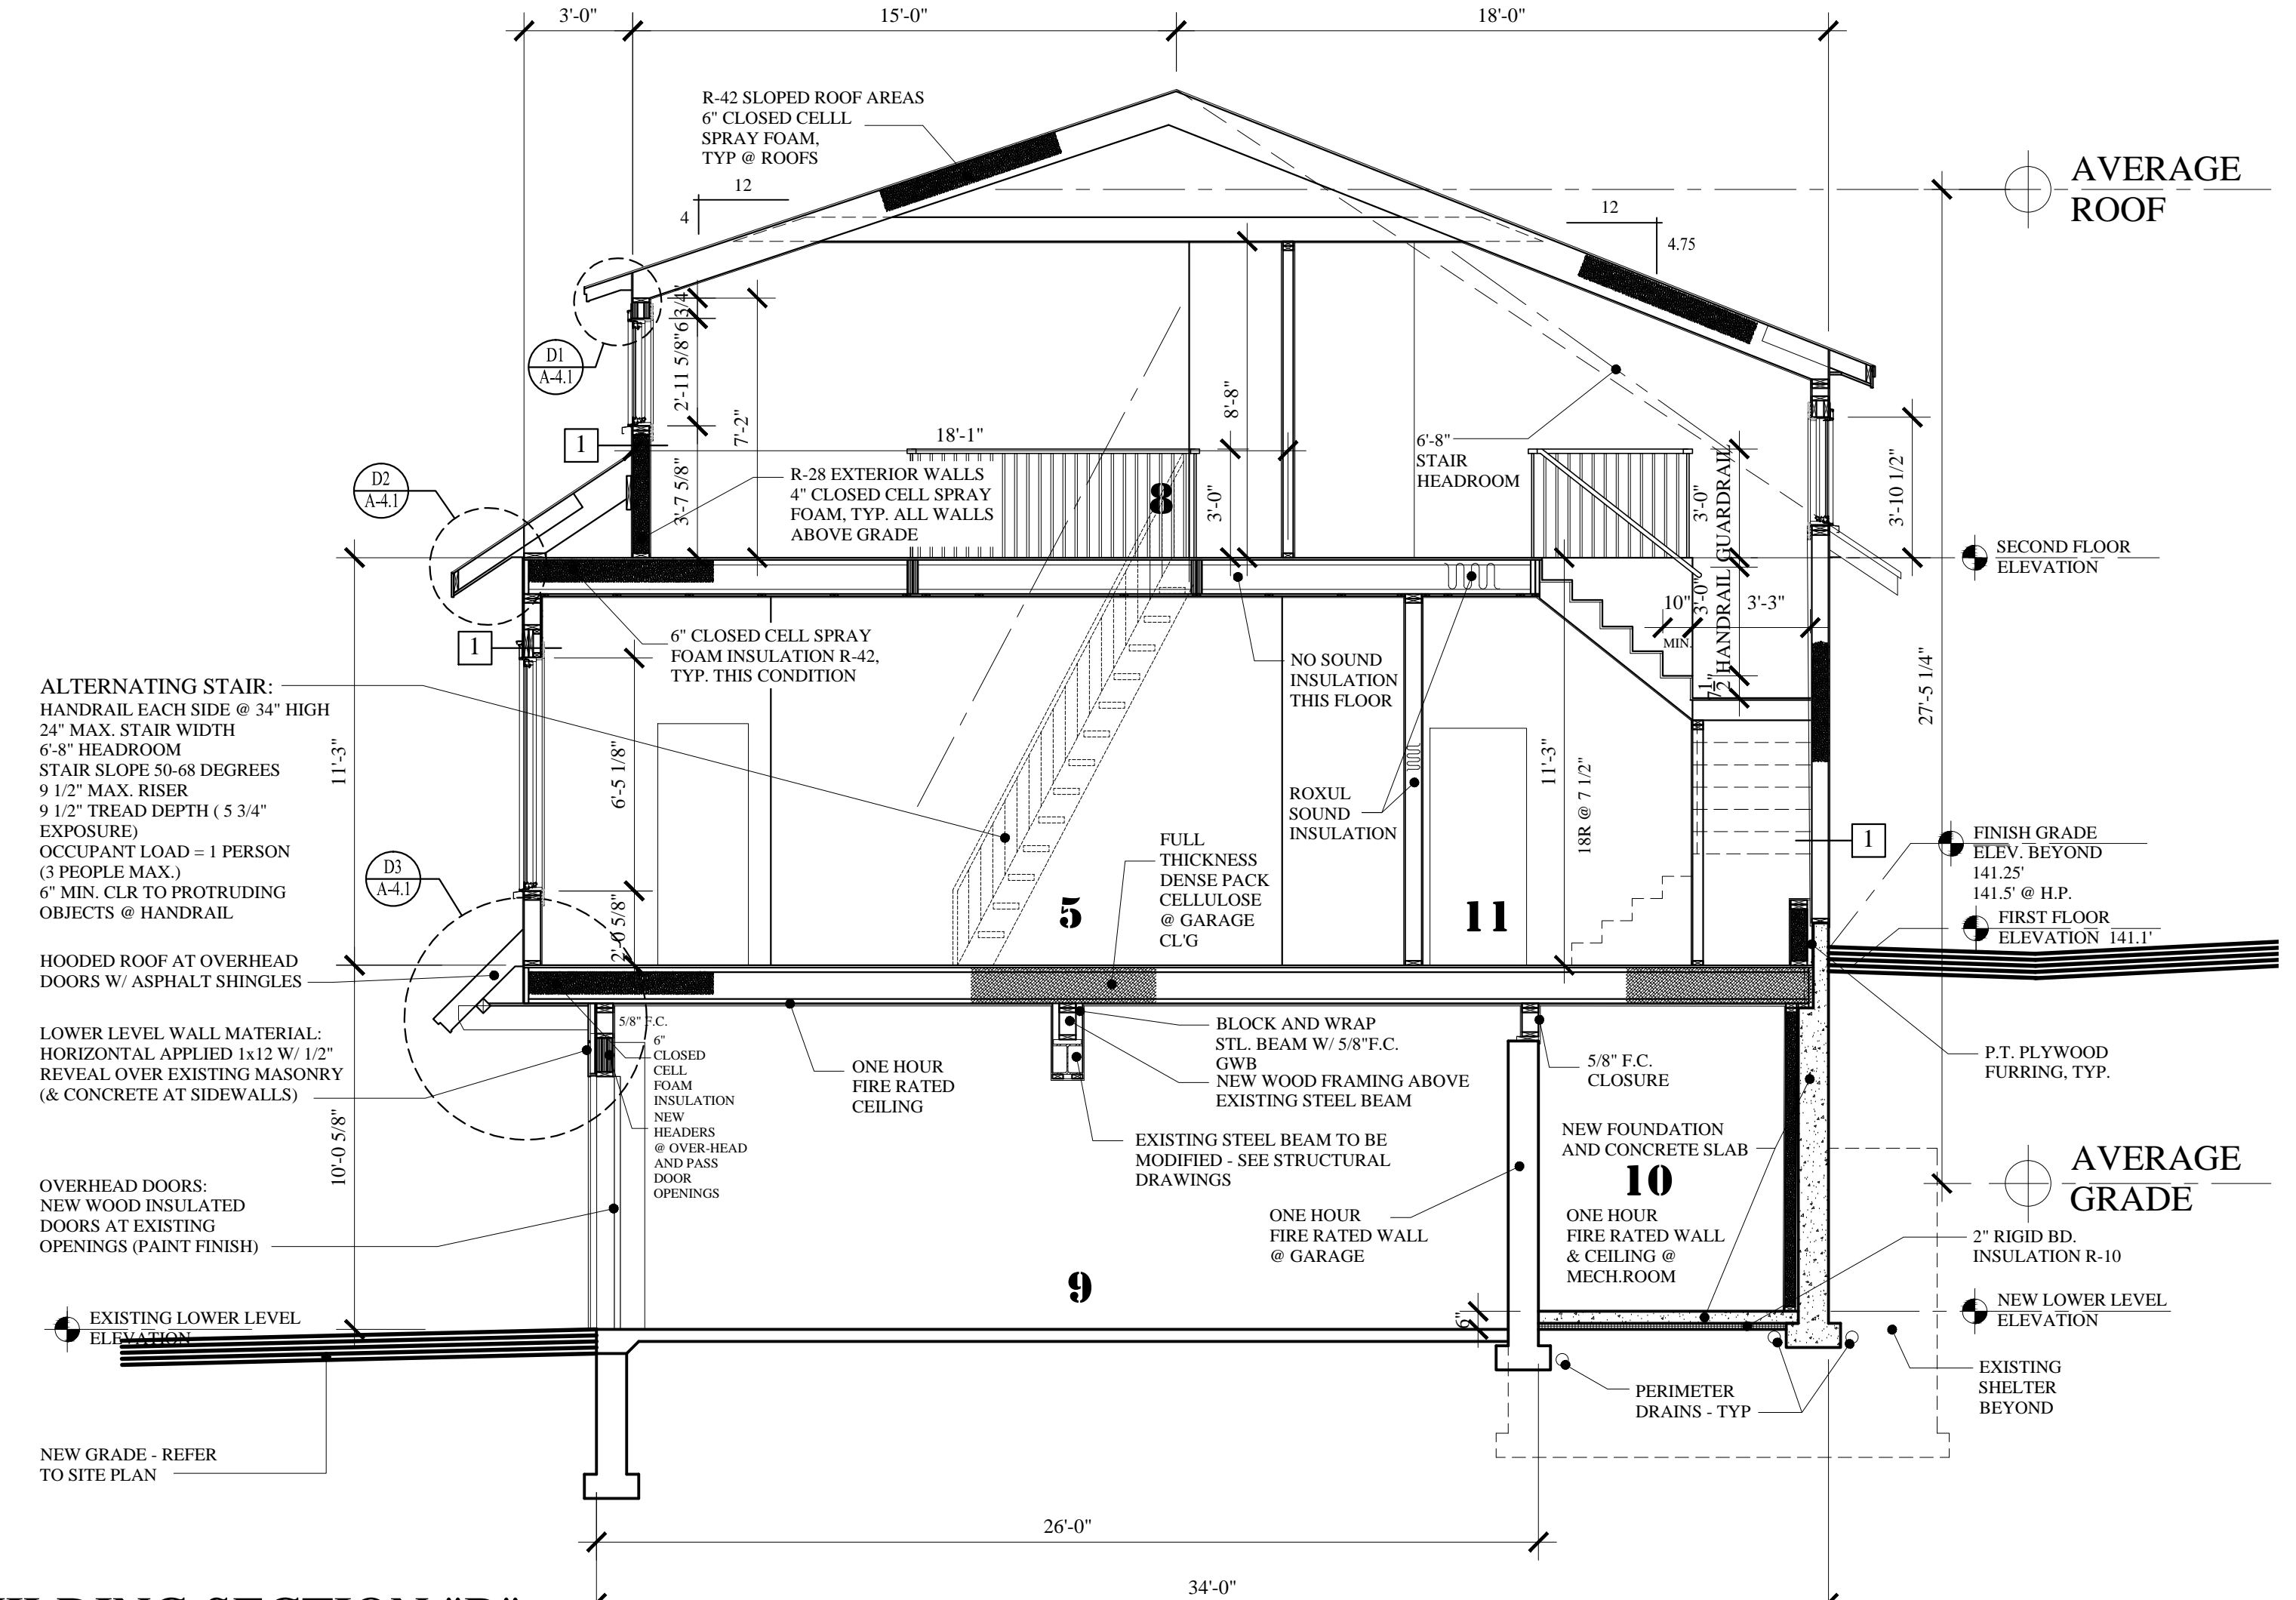 3'-0"
15'-0"
18'-0"
R-42 SLOPED ROOF AREAS
6" CLOSED CELLL
SPRAY FOAM,
TYP @ ROOFS
12
4
12
4.75
AVERAGE
ROOF
D1
A-4.1
6 3/4"
2'-11 5/8"
3'-7 5/8"
7'-2"
8'-8"
3'-0"
18'-1"
1
D2
A-4.1
R-28 EXTERIOR WALLS
4" CLOSED CELL SPRAY
FOAM, TYP. ALL WALLS
ABOVE GRADE
8
6'-8"
STAIR
HEADROOM
3'-0"
GUARDRAIL
3'-10 1/2"
SECOND FLOOR
ELEVATION
10"
MIN.
3'-0"
HANDRAIL
3'-3"
7 1/2"
1
6" CLOSED CELL SPRAY
FOAM INSULATION R-42,
TYP. THIS CONDITION
NO SOUND
INSULATION
THIS FLOOR
ALTERNATING STAIR:
HANDRAIL EACH SIDE @ 34" HIGH
24" MAX. STAIR WIDTH
6'-8" HEADROOM
STAIR SLOPE 50-68 DEGREES
9 1/2" MAX. RISER
9 1/2" TREAD DEPTH ( 5 3/4"
EXPOSURE)
OCCUPANT LOAD = 1 PERSON
(3 PEOPLE MAX.)
6" MIN. CLR TO PROTRUDING
OBJECTS @ HANDRAIL
11'-3"
6'-5 1/8"
2'-0 5/8"
ROXUL
SOUND
INSULATION
11'-3"
18R @ 7 1/2"
27'-5 1/4"
FULL
THICKNESS
DENSE PACK
CELLULOSE
@ GARAGE
CL'G
5
11
1
FINISH GRADE
ELEV. BEYOND
141.25'
141.5' @ H.P.
FIRST FLOOR
ELEVATION 141.1'
D3
A-4.1
HOODED ROOF AT OVERHEAD
DOORS W/ ASPHALT SHINGLES
LOWER LEVEL WALL MATERIAL:
HORIZONTAL APPLIED 1x12 W/ 1/2"
REVEAL OVER EXISTING MASONRY
(& CONCRETE AT SIDEWALLS)
10'-0 5/8"
5/8" F.C.
6"
CLOSED
CELL
FOAM
INSULATION
NEW
HEADERS
@ OVER-HEAD
AND PASS
DOOR
OPENINGS
ONE HOUR
FIRE RATED
CEILING
BLOCK AND WRAP
STL. BEAM W/ 5/8"F.C.
GWB
NEW WOOD FRAMING ABOVE
EXISTING STEEL BEAM
EXISTING STEEL BEAM TO BE
MODIFIED - SEE STRUCTURAL
DRAWINGS
5/8" F.C.
CLOSURE
P.T. PLYWOOD
FURRING, TYP.
NEW FOUNDATION
AND CONCRETE SLAB
10
AVERAGE
GRADE
OVERHEAD DOORS:
NEW WOOD INSULATED
DOORS AT EXISTING
OPENINGS (PAINT FINISH)
ONE HOUR
FIRE RATED WALL
@ GARAGE
ONE HOUR
FIRE RATED WALL
& CEILING @
MECH.ROOM
2" RIGID BD.
INSULATION R-10
9
6"
EXISTING LOWER LEVEL
ELEVATION
NEW LOWER LEVEL
ELEVATION
EXISTING
SHELTER
BEYOND
PERIMETER
DRAINS - TYP
NEW GRADE - REFER
TO SITE PLAN
26'-0"
34'-0"